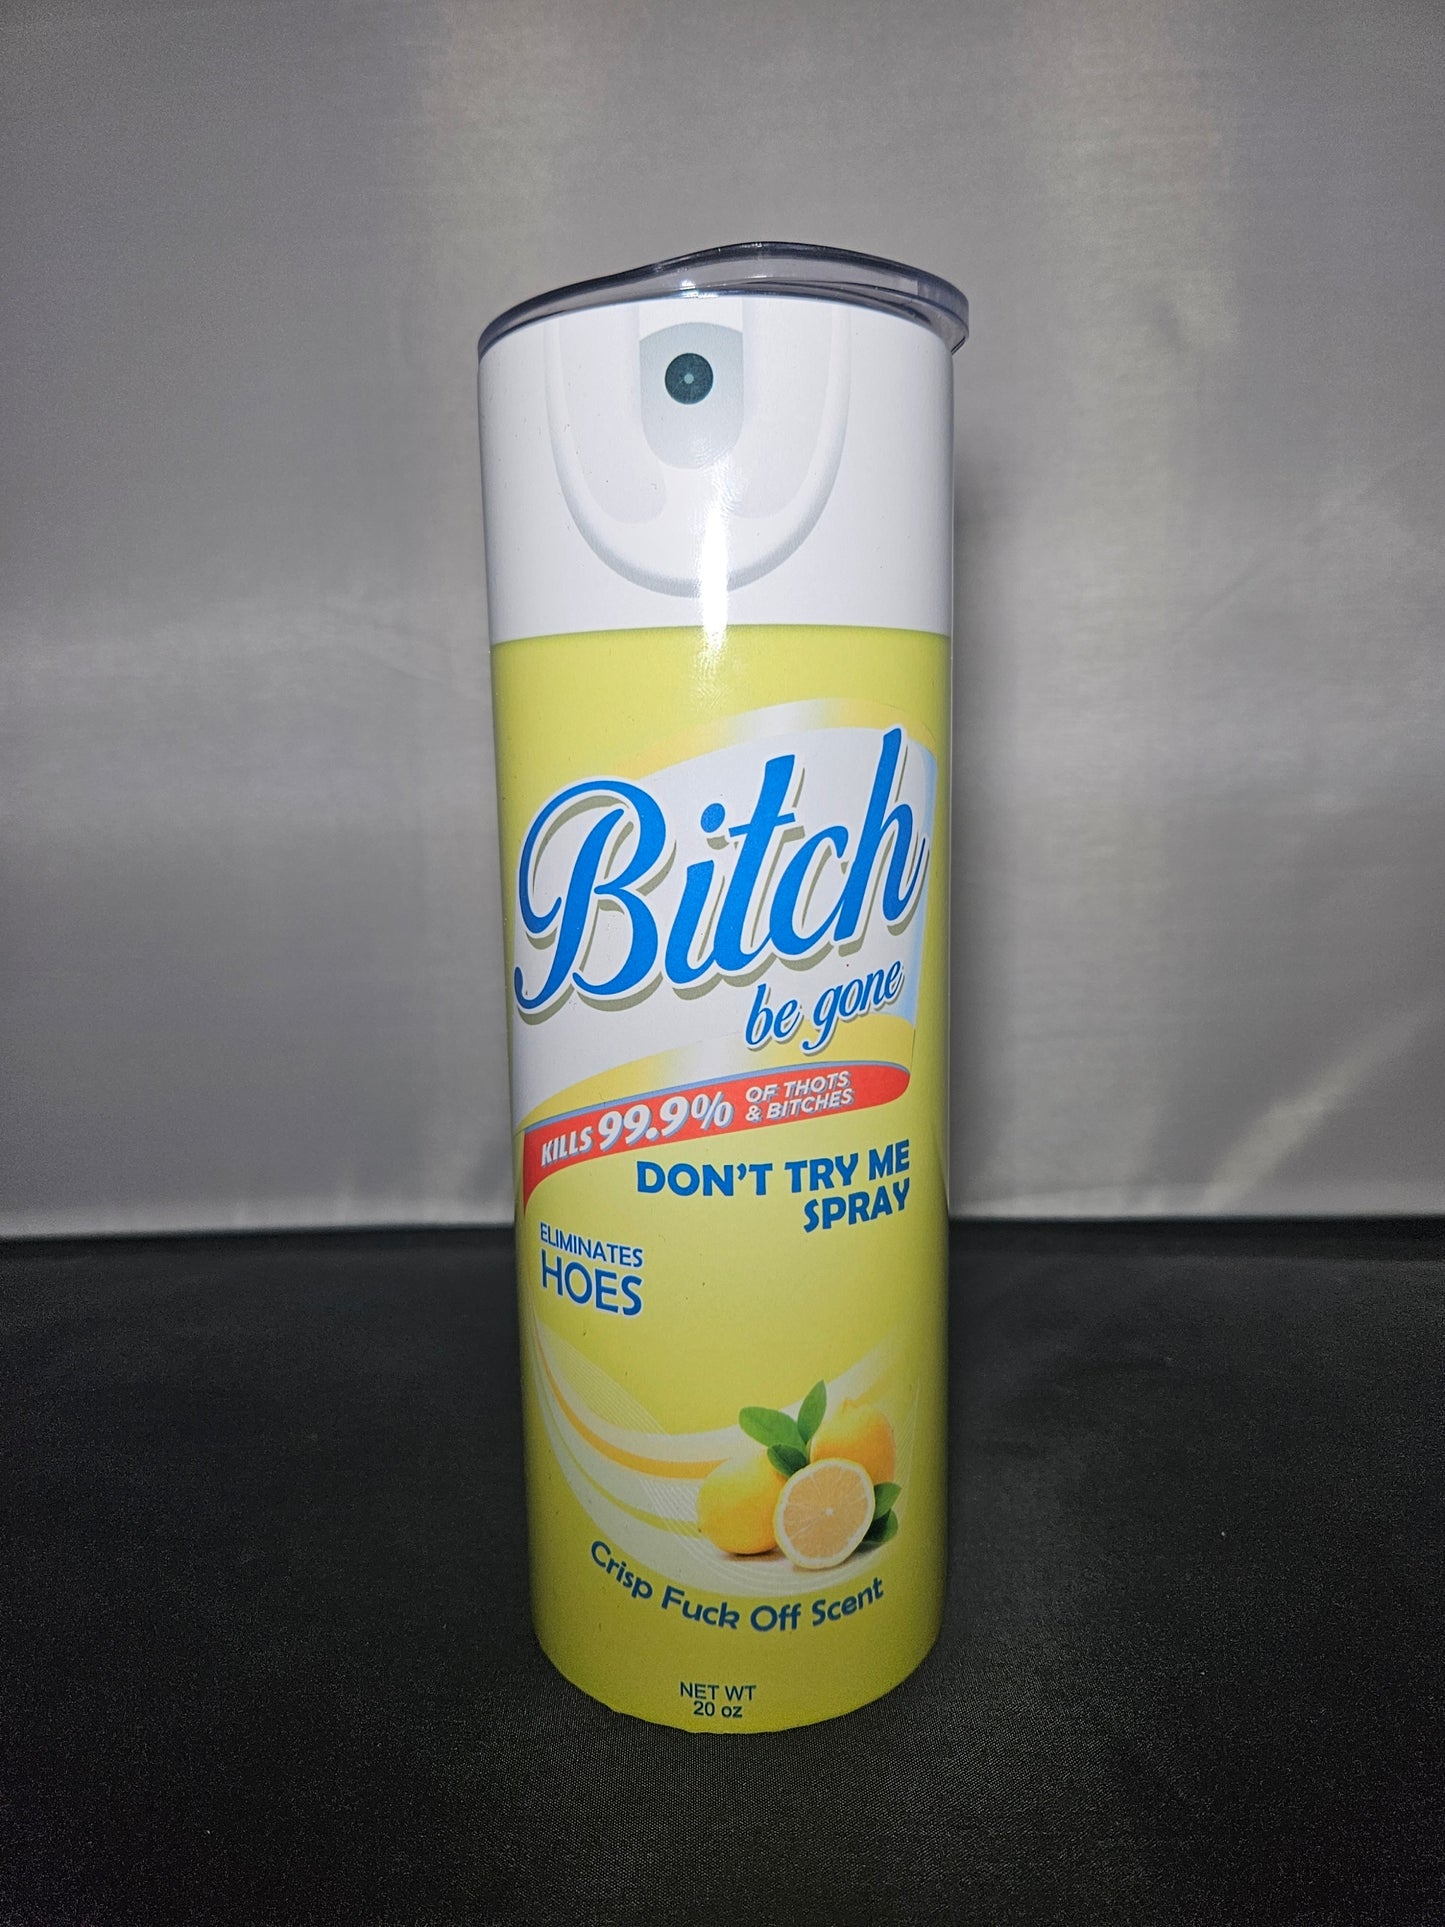 Bitch
be gone
KILLS 99.9% OF THOTS
& BITCHES
DON'T TRY ME
SPRAY
ELIMINATES
HOES
Crisp Fuck Off Scent
NET WT
20 oz